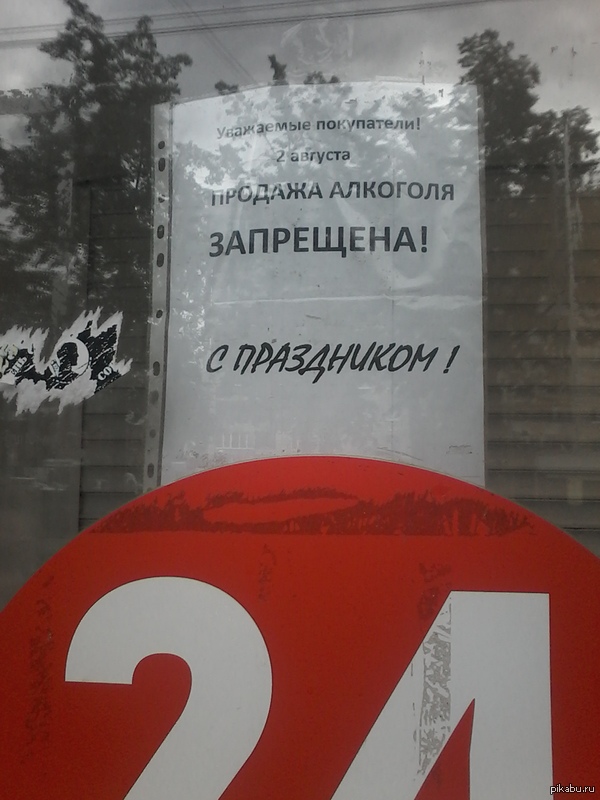 Уважаемые покупатели!
2 августа
ПРОДАЖА АЛКОГОЛЯ
ЗАПРЕЩЕНА!
С ПРАЗДНИКОМ!
24
pikabu.ru